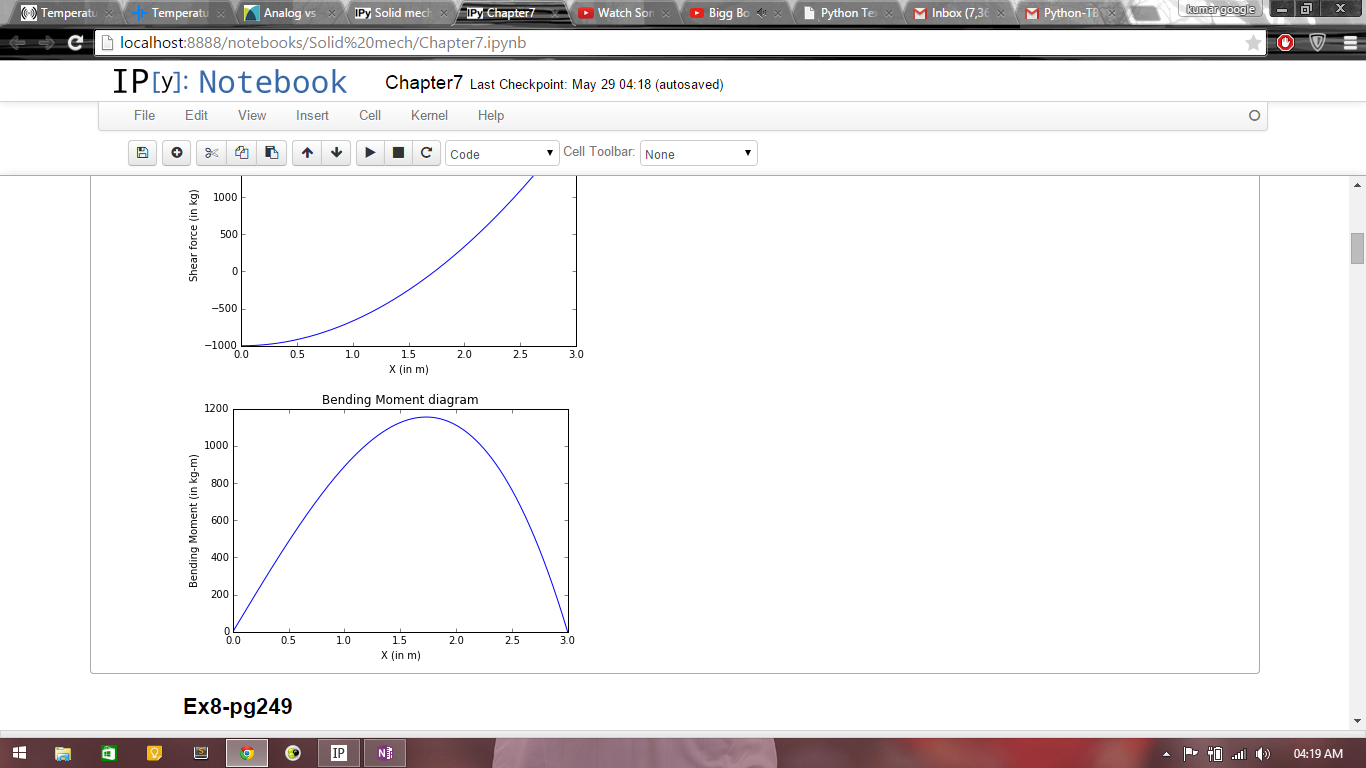 Temperatu
Temperatu
Analog vs
IPy Solid mech
IPy Chapter7
Watch Son
Bigg Bo
Python Te
Inbox (7,36
Python-TB
kumar google
localhost:8888/notebooks/Solid%20mech/Chapter7.ipynb
IP[y]: Notebook Chapter7 Last Checkpoint: May 29 04:18 (autosaved)
File Edit View Insert Cell Kernel Help
Code Cell Toolbar: None
Shear force (in kg)
1000
500
0
−500
−1000
0.0 0.5 1.0 1.5 2.0 2.5 3.0
X (in m)
Bending Moment diagram
Bending Moment (in kg-m)
1200
1000
800
600
400
200
0
0.0 0.5 1.0 1.5 2.0 2.5 3.0
X (in m)
Ex8-pg249
IP
N
04:19 AM